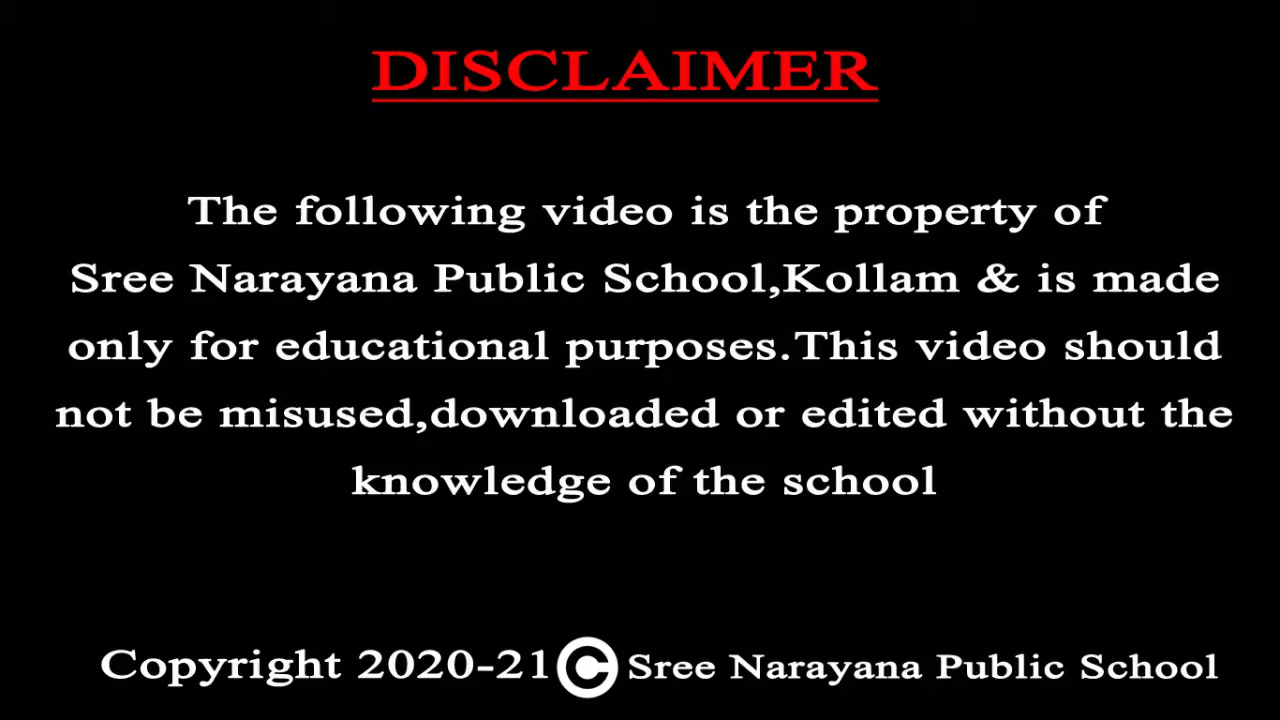 DISCLAIMER
The following video is the property of
Sree Narayana Public School,Kollam & is made
only for educational purposes.This video should
not be misused,downloaded or edited without the
knowledge of the school
Copyright 2020-21 © Sree Narayana Public School